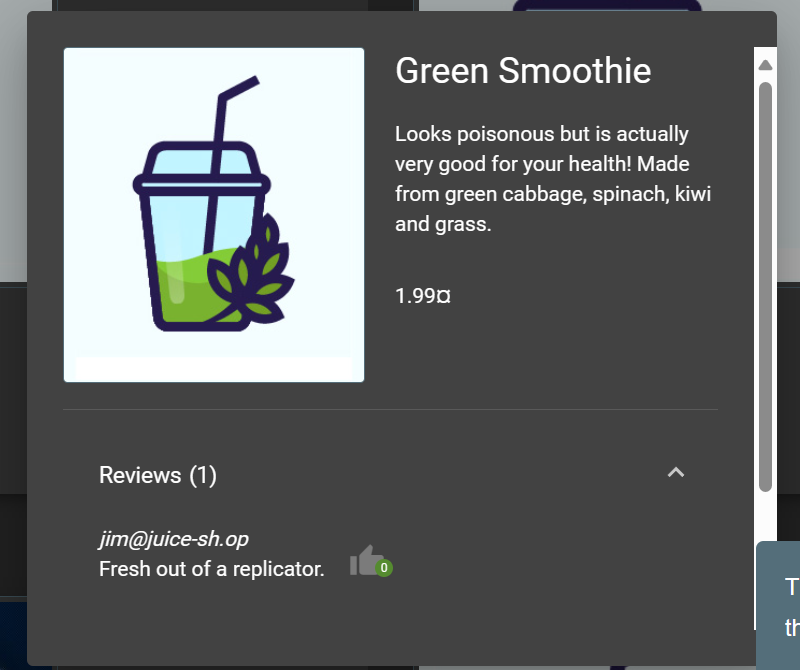 Green Smoothie
Looks poisonous but is actually
very good for your health! Made
from green cabbage, spinach, kiwi
and grass.
1.99¤
Reviews (1)
jim@juice-sh.op
Fresh out of a replicator.
0